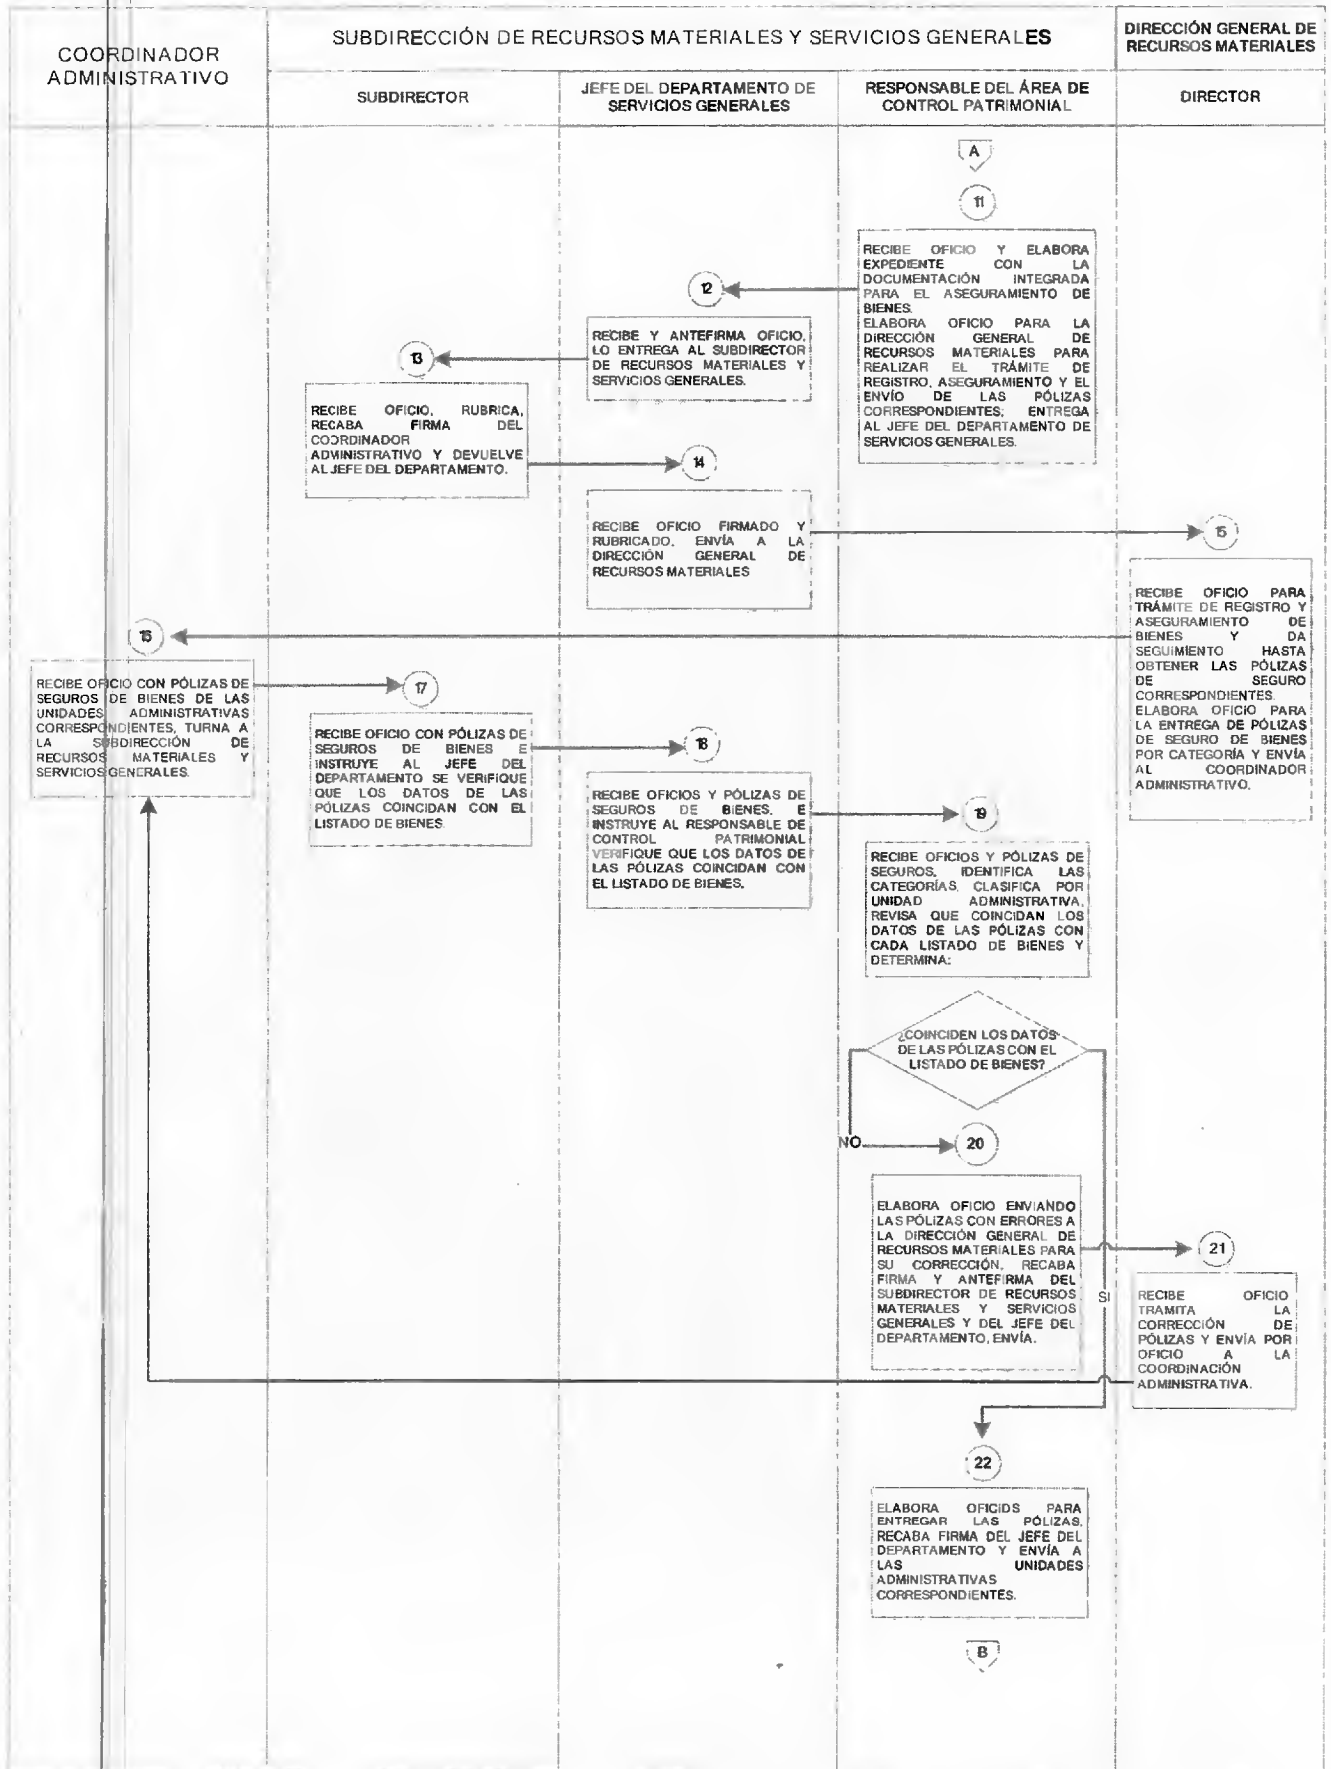 COORDINADOR
ADMINISTRATIVO
SUBDIRECCIÓN DE RECURSOS MATERIALES Y SERVICIOS GENERALES
DIRECCIÓN GENERAL DE
RECURSOS MATERIALES
SUBDIRECTOR
JEFE DEL DEPARTAMENTO DE
SERVICIOS GENERALES
RESPONSABLE DEL ÁREA DE
CONTROL PATRIMONIAL
DIRECTOR
A
11
RECIBE OFICIO Y ELABORA
EXPEDIENTE CON LA
DOCUMENTACIÓN INTEGRADA
PARA EL ASEGURAMIENTO DE
BIENES.
ELABORA OFICIO PARA LA
DIRECCIÓN GENERAL DE
RECURSOS MATERIALES PARA
REALIZAR EL TRÁMITE DE
REGISTRO, ASEGURAMIENTO Y EL
ENVÍO DE LAS PÓLIZAS
CORRESPONDIENTES; ENTREGA
AL JEFE DEL DEPARTAMENTO DE
SERVICIOS GENERALES.
12
RECIBE Y ANTEFIRMA OFICIO,
LO ENTREGA AL SUBDIRECTOR
DE RECURSOS MATERIALES Y
SERVICIOS GENERALES.
13
RECIBE OFICIO, RUBRICA,
RECABA FIRMA DEL
COORDINADOR
ADMINISTRATIVO Y DEVUELVE
AL JEFE DEL DEPARTAMENTO.
14
RECIBE OFICIO FIRMADO Y
RUBRICADO, ENVÍA A LA
DIRECCIÓN GENERAL DE
RECURSOS MATERIALES
15
RECIBE OFICIO PARA
TRÁMITE DE REGISTRO Y
ASEGURAMIENTO DE
BIENES Y DA
SEGUIMIENTO HASTA
OBTENER LAS PÓLIZAS
DE SEGURO
CORRESPONDIENTES.
ELABORA OFICIO PARA
LA ENTREGA DE PÓLIZAS
DE SEGURO DE BIENES
POR CATEGORÍA Y ENVÍA
AL COORDINADOR
ADMINISTRATIVO.
16
RECIBE OFICIO CON PÓLIZAS DE
SEGUROS DE BIENES DE LAS
UNIDADES ADMINISTRATIVAS
CORRESPONDIENTES, TURNA A
LA SUBDIRECCIÓN DE
RECURSOS MATERIALES Y
SERVICIOS GENERALES.
17
RECIBE OFICIO CON PÓLIZAS DE
SEGUROS DE BIENES E
INSTRUYE AL JEFE DEL
DEPARTAMENTO SE VERIFIQUE
QUE LOS DATOS DE LAS
PÓLIZAS COINCIDAN CON EL
LISTADO DE BIENES.
18
RECIBE OFICIOS Y PÓLIZAS DE
SEGUROS DE BIENES, E
INSTRUYE AL RESPONSABLE DE
CONTROL PATRIMONIAL
VERIFIQUE QUE LOS DATOS DE
LAS PÓLIZAS COINCIDAN CON
EL LISTADO DE BIENES.
19
RECIBE OFICIOS Y PÓLIZAS DE
SEGUROS, IDENTIFICA LAS
CATEGORÍAS, CLASIFICA POR
UNIDAD ADMINISTRATIVA,
REVISA QUE COINCIDAN LOS
DATOS DE LAS PÓLIZAS CON
CADA LISTADO DE BIENES Y
DETERMINA:
¿COINCIDEN LOS DATOS
DE LAS PÓLIZAS CON EL
LISTADO DE BIENES?
NO
20
ELABORA OFICIO ENVIANDO
LAS PÓLIZAS CON ERRORES A
LA DIRECCIÓN GENERAL DE
RECURSOS MATERIALES PARA
SU CORRECCIÓN, RECABA
FIRMA Y ANTEFIRMA DEL
SUBDIRECTOR DE RECURSOS
MATERIALES Y SERVICIOS
GENERALES Y DEL JEFE DEL
DEPARTAMENTO, ENVÍA.
SI
21
RECIBE OFICIO
TRAMITA LA
CORRECCIÓN DE
PÓLIZAS Y ENVÍA POR
OFICIO A LA
COORDINACIÓN
ADMINISTRATIVA.
22
ELABORA OFICIOS PARA
ENTREGAR LAS PÓLIZAS,
RECABA FIRMA DEL JEFE DEL
DEPARTAMENTO Y ENVÍA A
LAS UNIDADES
ADMINISTRATIVAS
CORRESPONDIENTES.
B